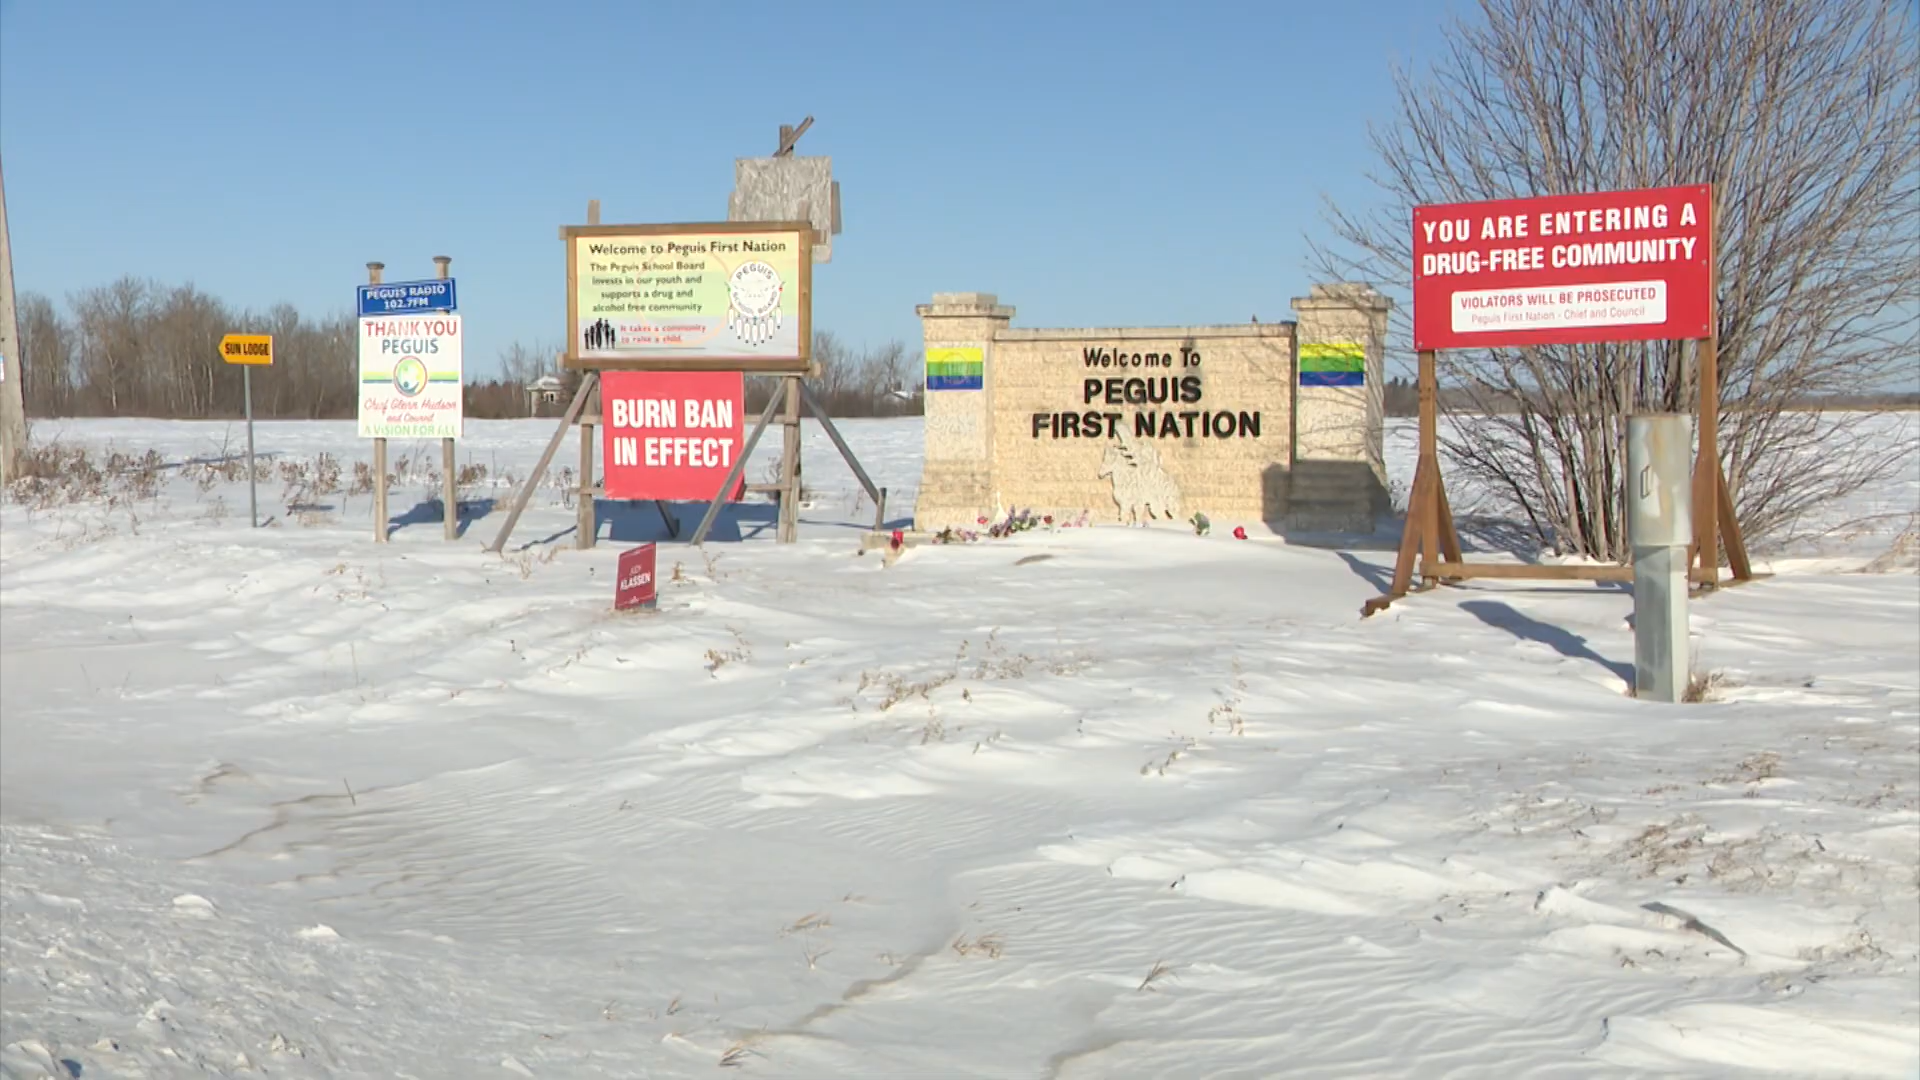 SUN LODGE
PEGUIS RADIO
102.7FM
THANK YOU
PEGUIS
Chief Glenn Hudson
and Council
A VISION FOR ALL
Welcome to Peguis First Nation
The Peguis School Board
invests in our youth and
supports a drug and
alcohol free community
It takes a community
to raise a child.
PEGUIS
SCHOOL BOARD
BURN BAN
IN EFFECT
KLASSEN
Welcome To
PEGUIS
FIRST NATION
YOU ARE ENTERING A
DRUG-FREE COMMUNITY
VIOLATORS WILL BE PROSECUTED
Peguis First Nation - Chief and Council